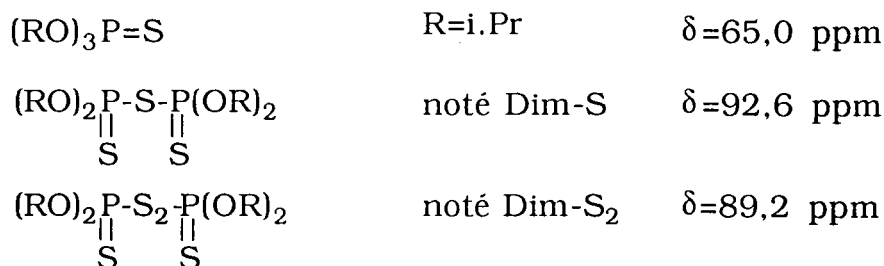 (RO)₃P=S R=i.Pr δ=65,0 ppm
(RO)₂P-S-P(OR)₂ noté Dim-S δ=92,6 ppm
S S
(RO)₂P-S₂-P(OR)₂ noté Dim-S₂ δ=89,2 ppm
S S